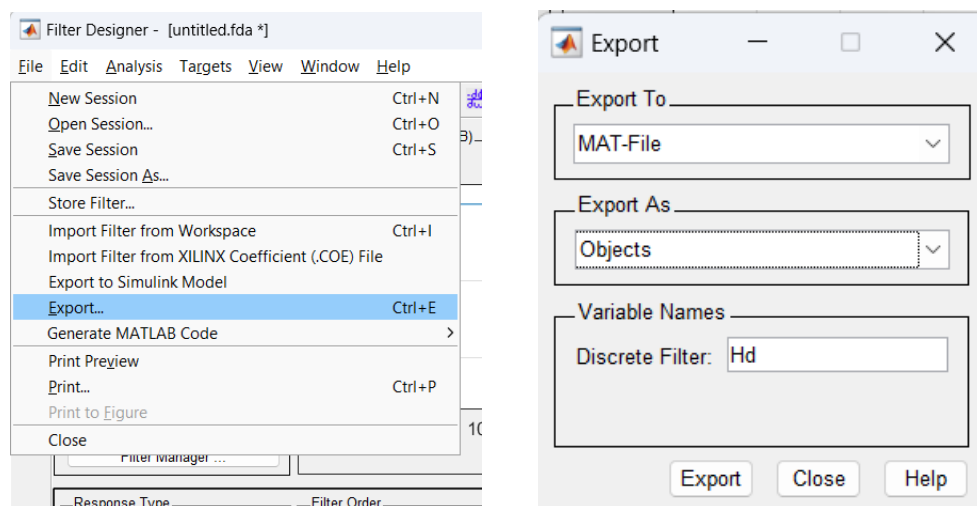 Filter Designer - [untitled.fda *]
File Edit Analysis Targets View Window Help
New Session Ctrl+N
Open Session... Ctrl+O
Save Session Ctrl+S
Save Session As...
Store Filter...
Import Filter from Workspace Ctrl+I
Import Filter from XILINX Coefficient (.COE) File
Export to Simulink Model
Export... Ctrl+E
Generate MATLAB Code
Print Preview
Print... Ctrl+P
Print to Figure
Close
B)
10
Filter Manager ...
Response Type
Filter Order
Export
Export To
MAT-File
Export As
Objects
Variable Names
Discrete Filter: Hd
Export Close Help